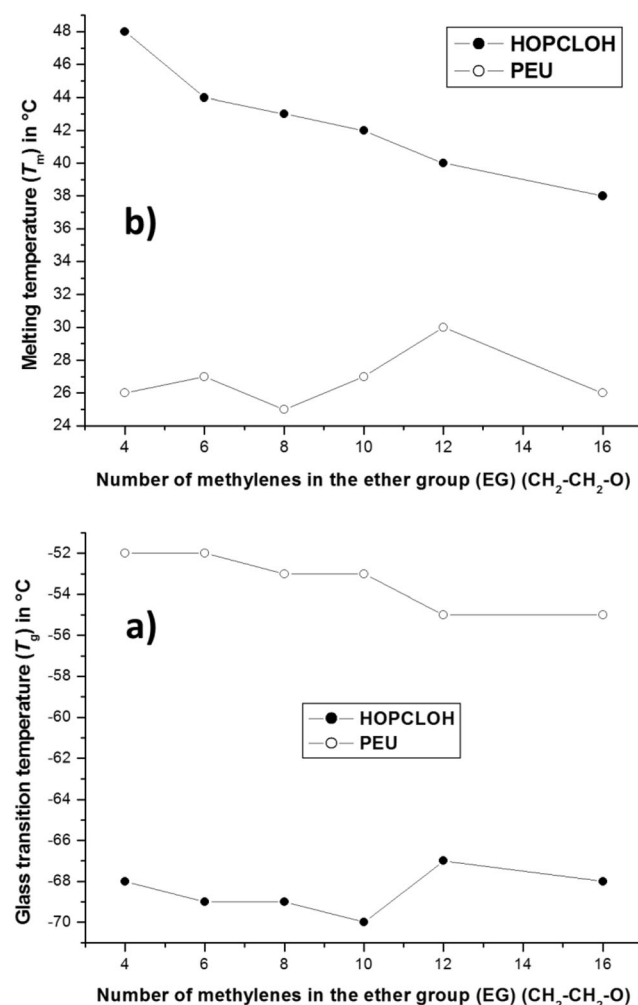 48
46
44
42
40
38
36
34
32
30
28
26
24
Melting temperature (Tₘ) in °C
HOPCLOH
PEU
b)
4 6 8 10 12 14 16
Number of methylenes in the ether group (EG) (CH₂-CH₂-O)
-52
-54
-56
-58
-60
-62
-64
-66
-68
-70
Glass transition temperature (T_g) in °C
a)
HOPCLOH
PEU
4 6 8 10 12 14 16
Number of methylenes in the ether group (EG) (CH₂-CH₂-O)